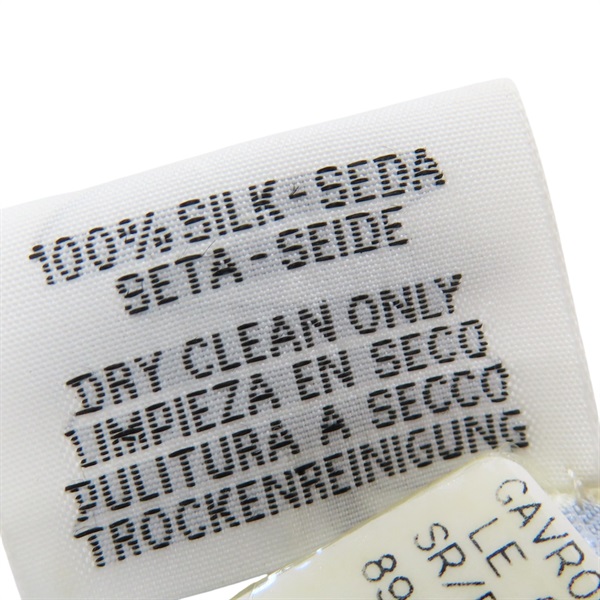 100% SILK - SEDA
SETA - SEIDE
DRY CLEAN ONLY
LIMPIEZA EN SECO
PULITURA A SECCO
TROCKENREINIGUNG
GAVRO
LE
SR/
89